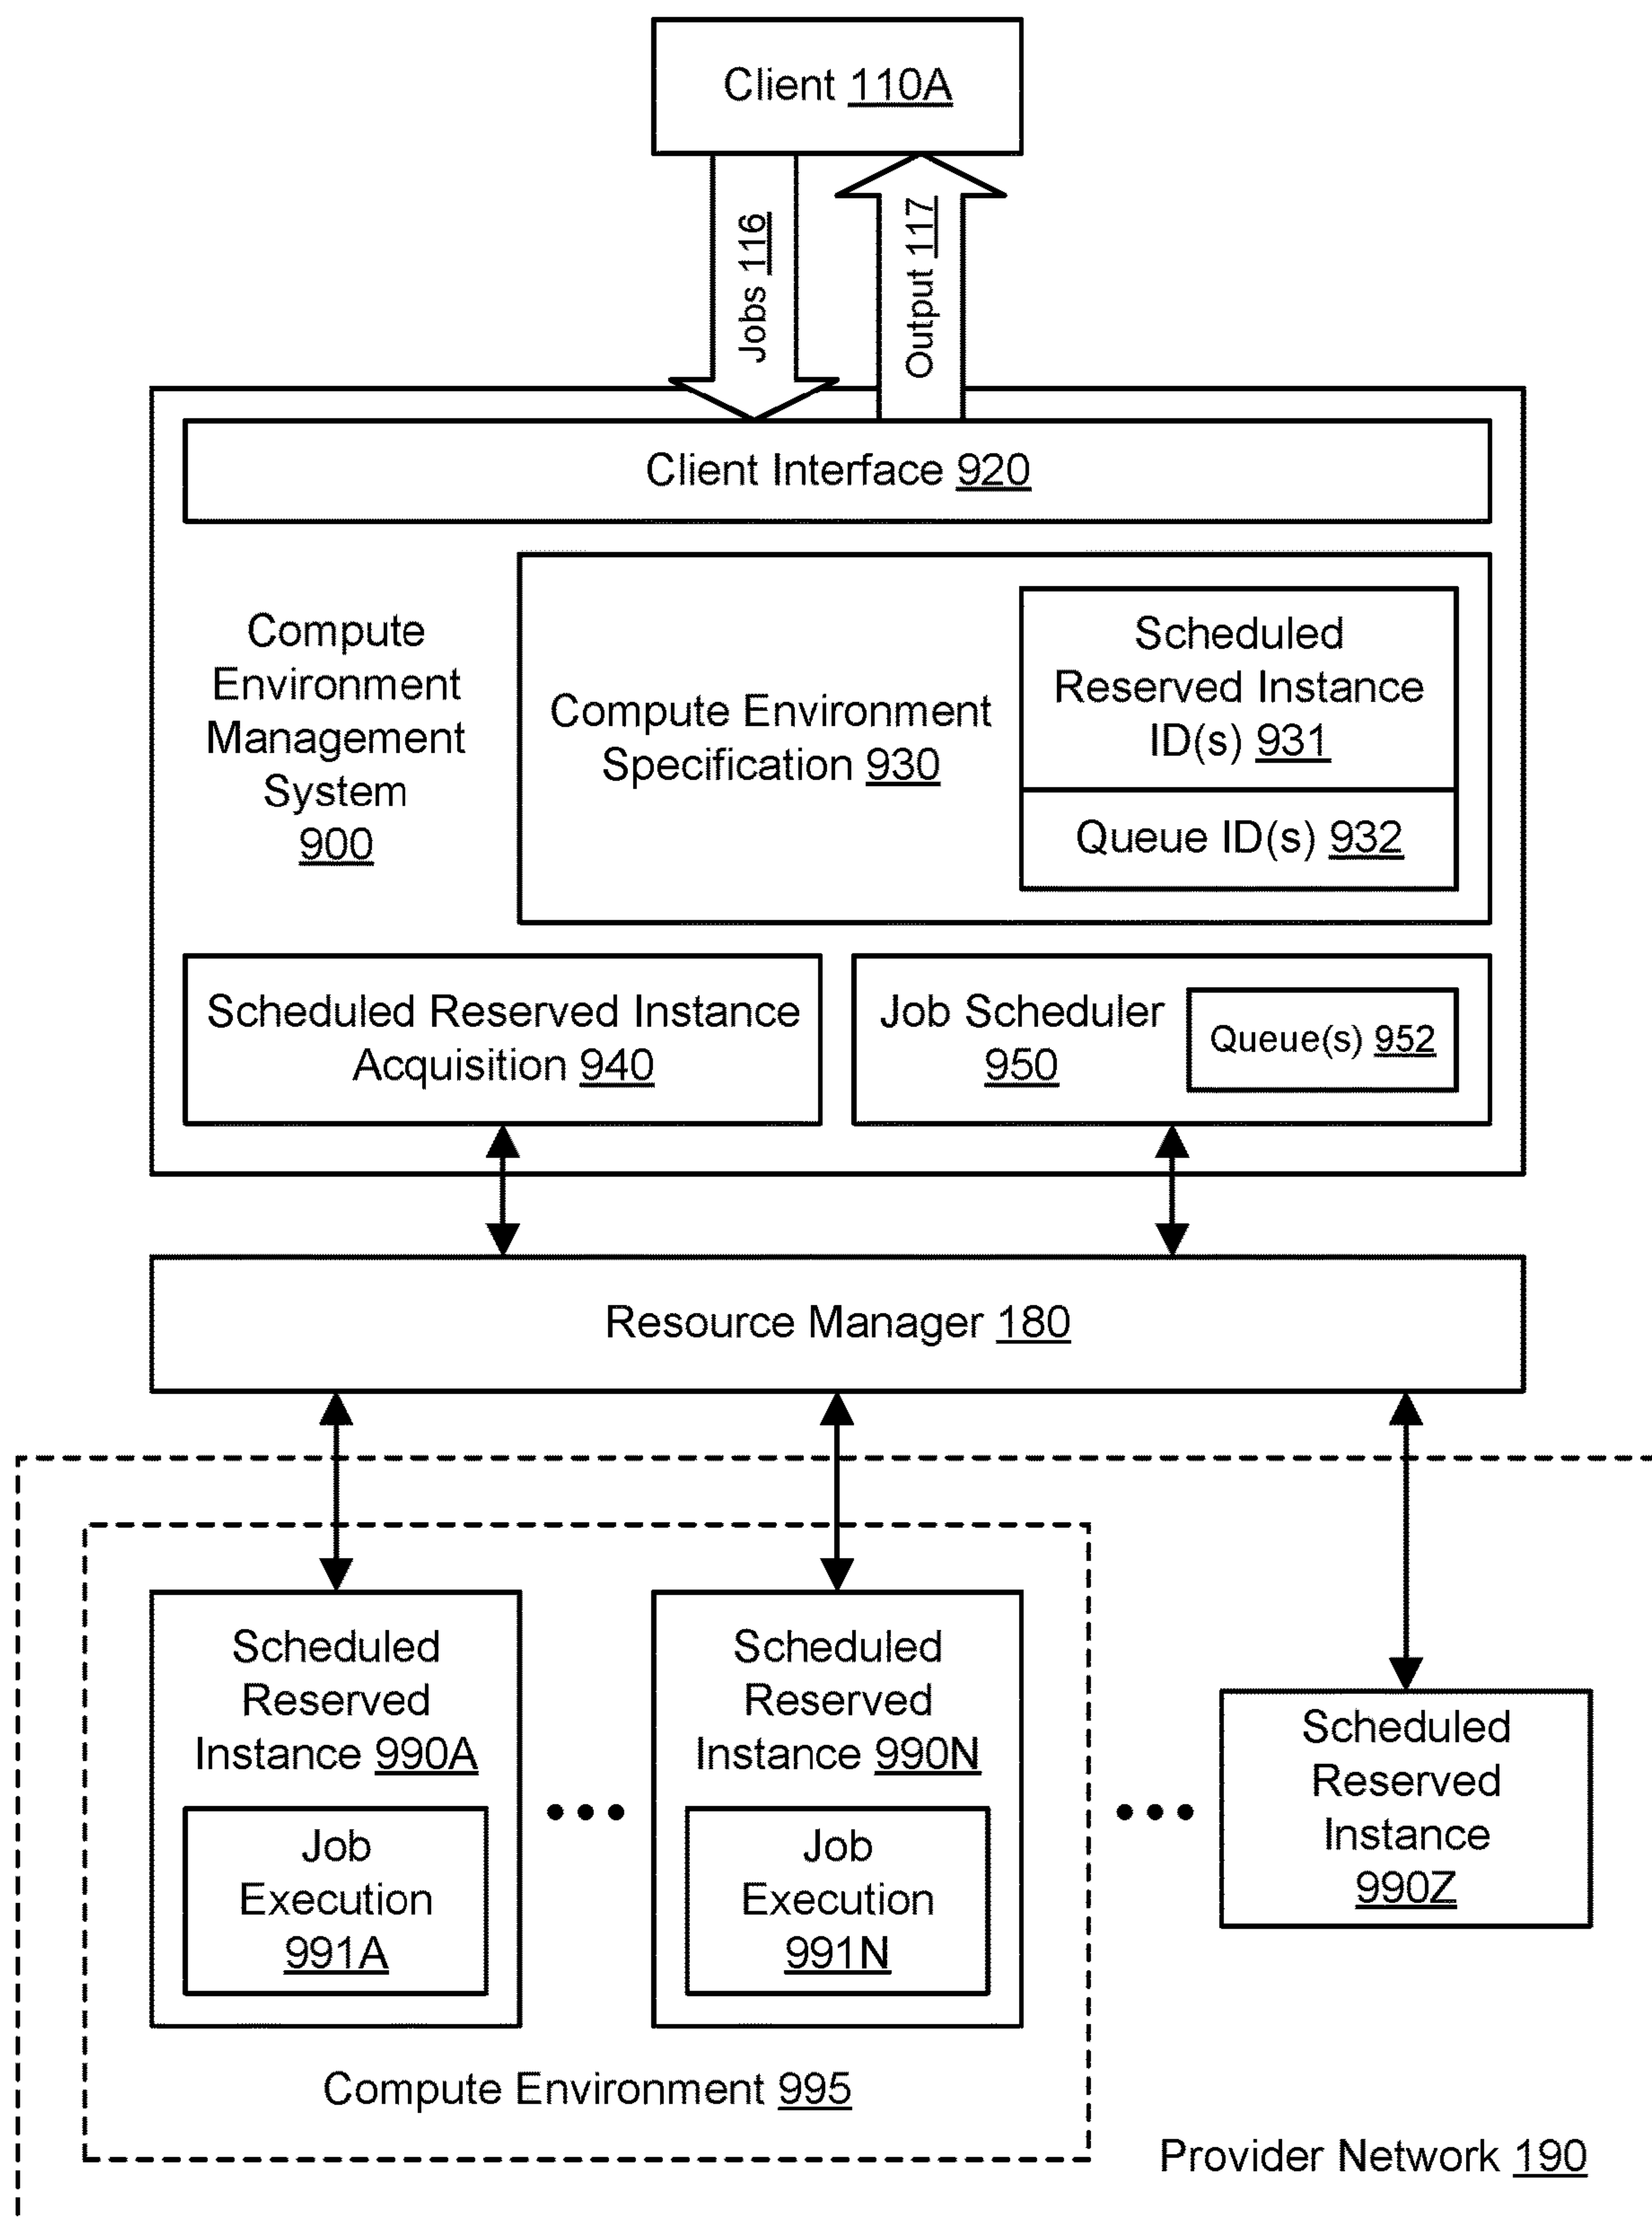 Client 110A
Jobs 116
Output 117
Client Interface 920
Compute
Environment
Management
System
900
Compute Environment
Specification 930
Scheduled
Reserved Instance
ID(s) 931
Queue ID(s) 932
Scheduled Reserved Instance
Acquisition 940
Job Scheduler
950
Queue(s) 952
Resource Manager 180
Scheduled
Reserved
Instance 990A
Job
Execution
991A
Scheduled
Reserved
Instance 990N
Job
Execution
991N
Scheduled
Reserved
Instance
990Z
Compute Environment 995
Provider Network 190